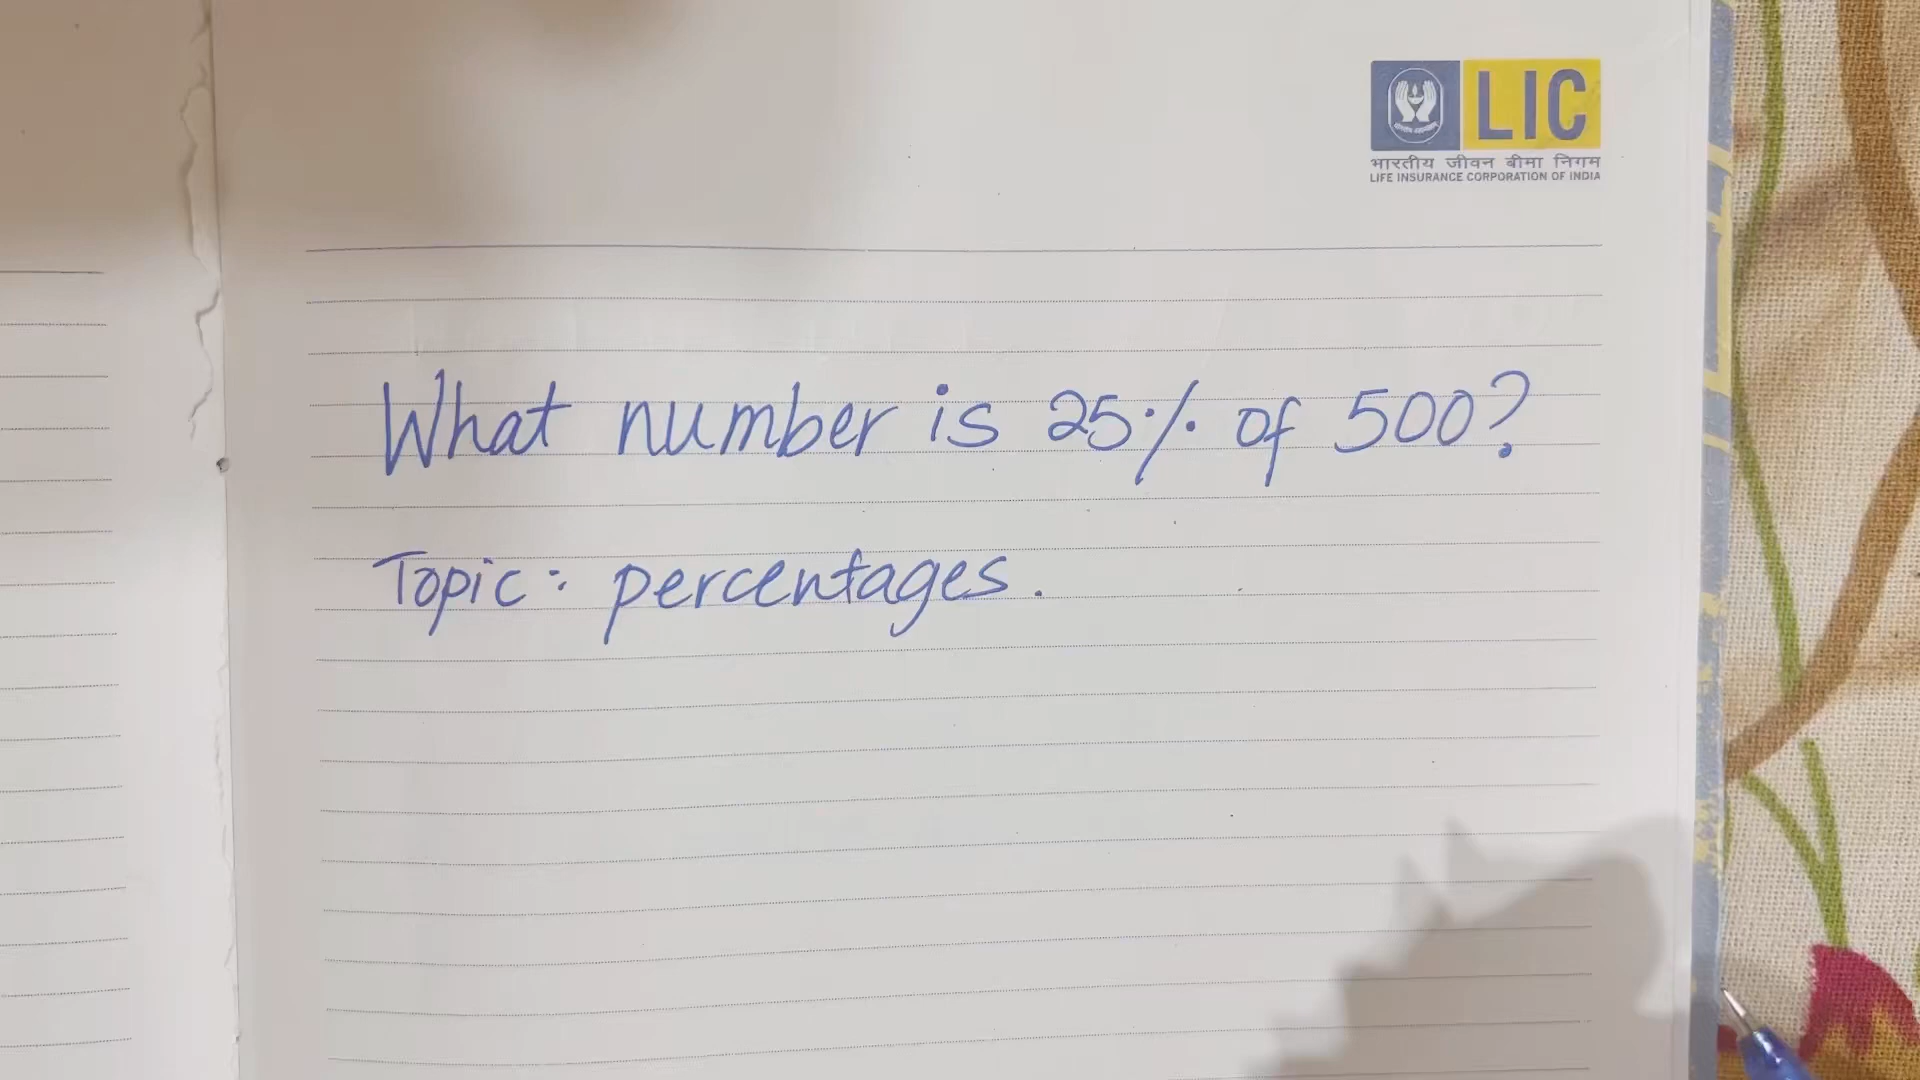 LIC
भारतीय जीवन बीमा निगम
LIFE INSURANCE CORPORATION OF INDIA
What number is 25% of 500?
Topic: percentages.